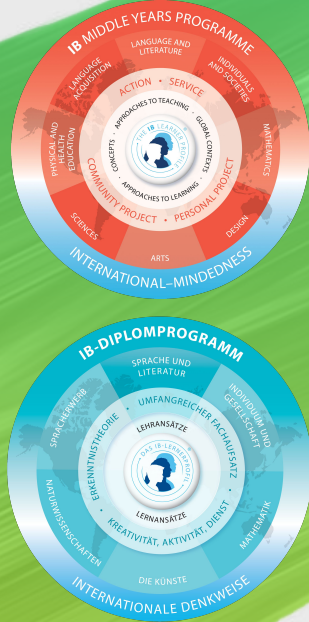 IB MIDDLE YEARS PROGRAMME
LANGUAGE AND
LITERATURE
LANGUAGE
ACQUISITION
INDIVIDUALS
AND SOCIETIES
PHYSICAL AND
HEALTH
EDUCATION
MATHEMATICS
SCIENCES
DESIGN
ARTS
ACTION • SERVICE
COMMUNITY PROJECT • PERSONAL PROJECT
APPROACHES TO TEACHING
CONCEPTS
GLOBAL CONTEXTS
APPROACHES TO LEARNING
THE IB LEARNER PROFILE
INTERNATIONAL–MINDEDNESS
IB-DIPLOMPROGRAMM
SPRACHE UND
LITERATUR
SPRACHERWERB
INDIVIDUUM UND
GESELLSCHAFT
NATURWISSENSCHAFTEN
MATHEMATIK
DIE KÜNSTE
ERKENNTNISTHEORIE • UMFANGREICHER FACHAUFSATZ
• KREATIVITÄT, AKTIVITÄT, DIENST •
LEHRANSÄTZE
DAS IB-LERNERPROFIL
LERNANSÄTZE
INTERNATIONALE DENKWEISE